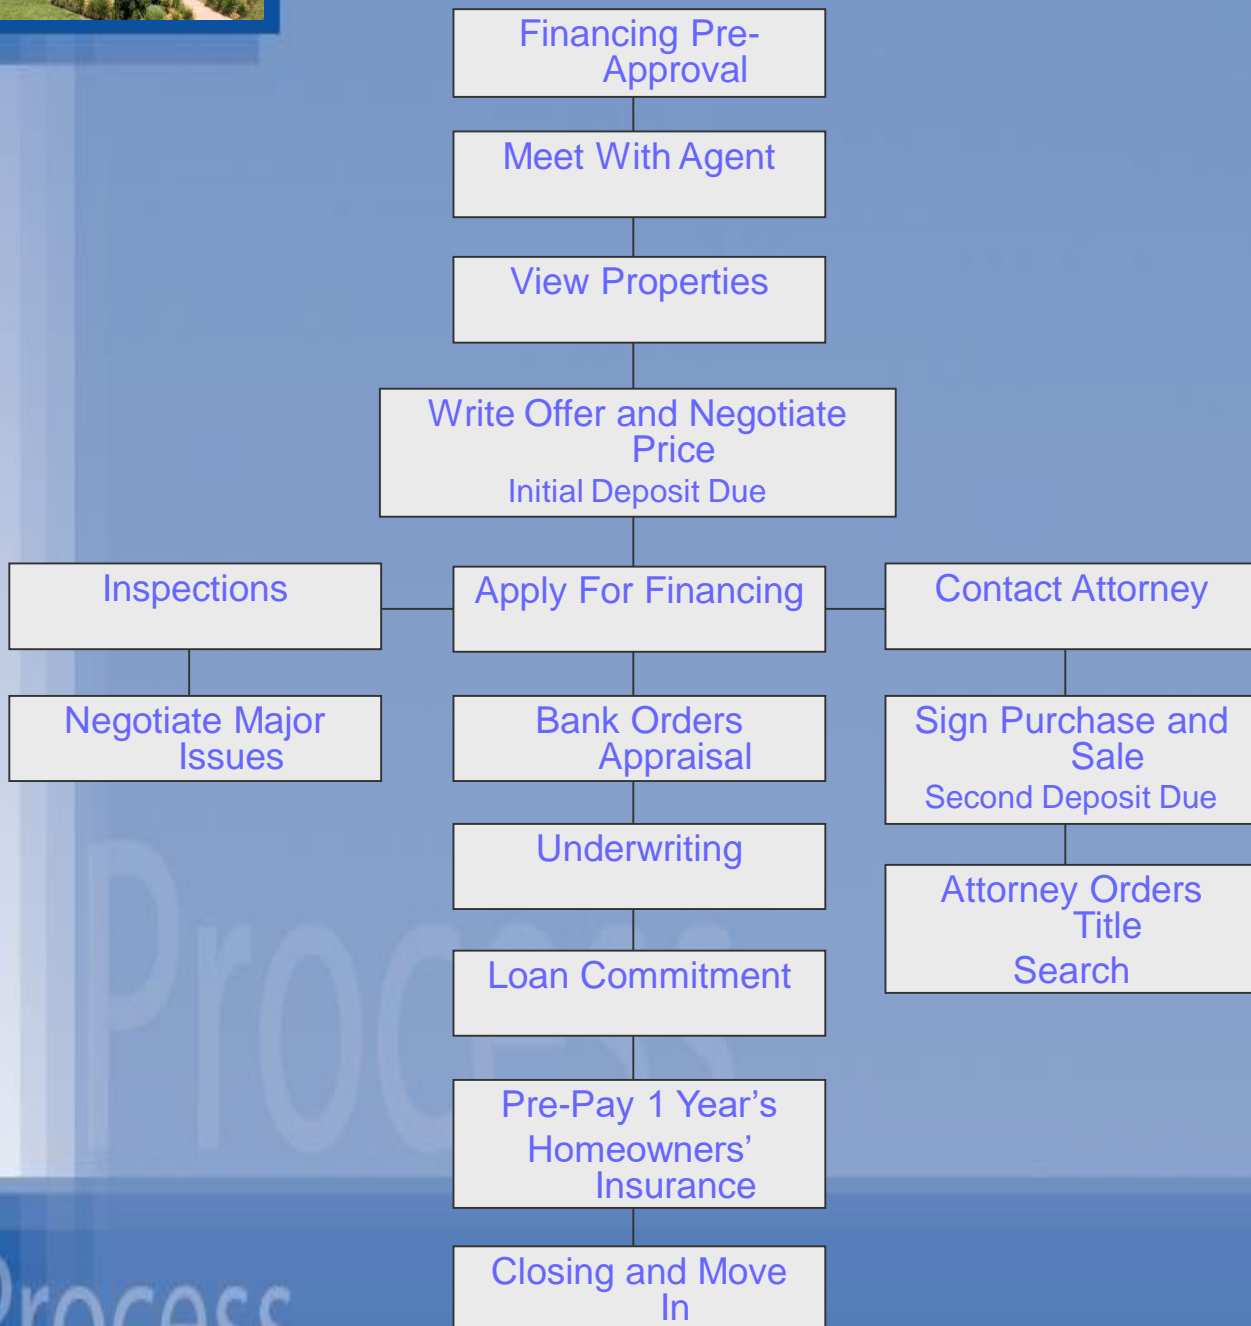 Financing Pre-
Approval
Meet With Agent
View Properties
Write Offer and Negotiate
Price
Initial Deposit Due
Inspections
Apply For Financing
Contact Attorney
Negotiate Major
Issues
Bank Orders
Appraisal
Sign Purchase and
Sale
Second Deposit Due
Underwriting
Attorney Orders
Title
Search
Loan Commitment
Pre-Pay 1 Year’s
Homeowners’
Insurance
Closing and Move
In
Process
Process